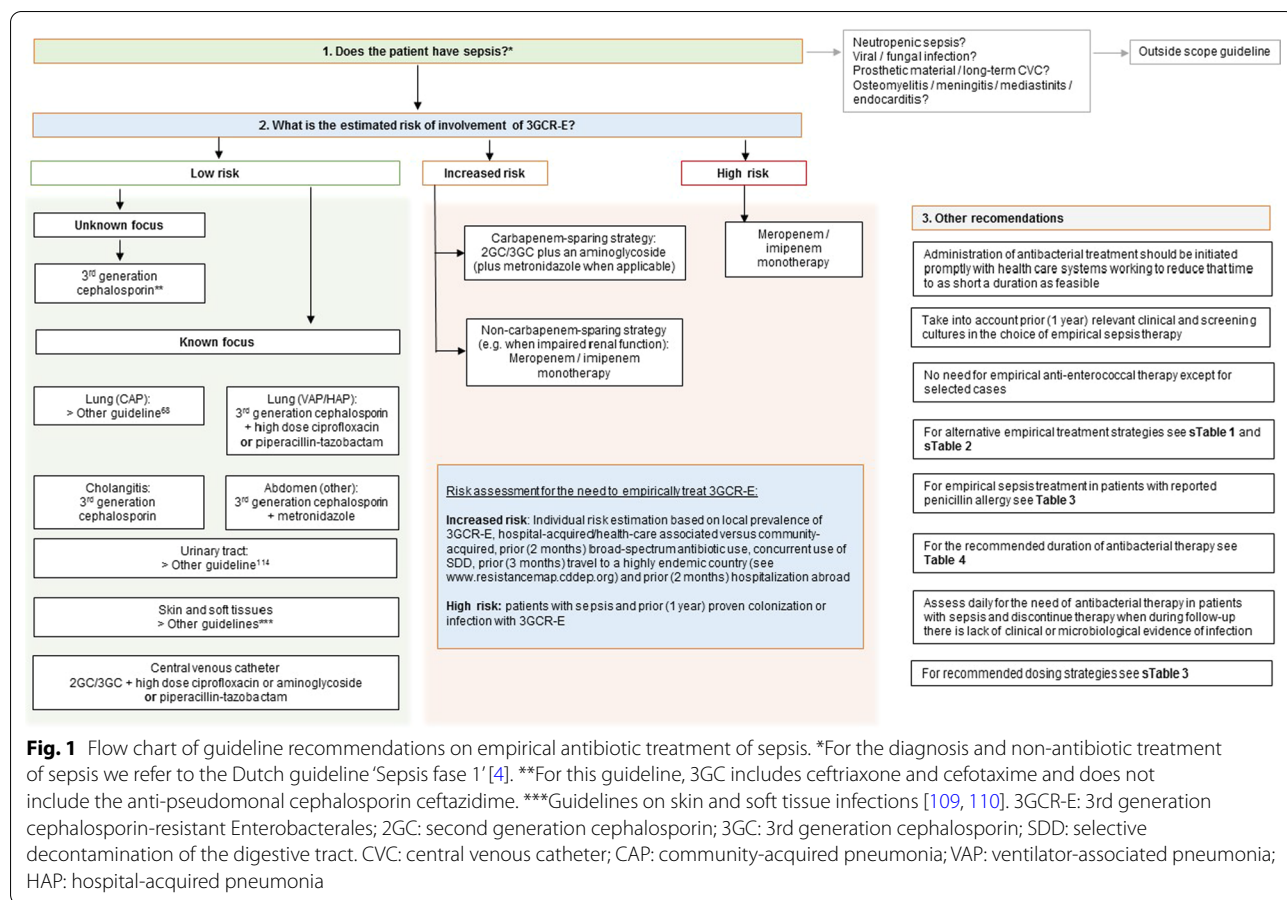 1. Does the patient have sepsis?*
Neutropenic sepsis?
Viral / fungal infection?
Prosthetic material / long-term CVC?
Osteomyelitis / meningitis / mediastinits /
endocarditis?
Outside scope guideline
2. What is the estimated risk of involvement of 3GCR-E?
Low risk
Increased risk
High risk
Unknown focus
3rd generation
cephalosporin**
Known focus
Lung (CAP):
> Other guideline68
Lung (VAP/HAP):
3rd generation cephalosporin
+ high dose ciprofloxacin
or piperacillin-tazobactam
Cholangitis:
3rd generation
cephalosporin
Abdomen (other):
3rd generation cephalosporin
+ metronidazole
Urinary tract:
> Other guideline114
Skin and soft tissues
> Other guidelines***
Central venous catheter
2GC/3GC + high dose ciprofloxacin or aminoglycoside
or piperacillin-tazobactam
Carbapenem-sparing strategy:
2GC/3GC plus an aminoglycoside
(plus metronidazole when applicable)
Non-carbapenem-sparing strategy
(e.g. when impaired renal function):
Meropenem / imipenem
monotherapy
Meropenem /
imipenem
monotherapy
Risk assessment for the need to empirically treat 3GCR-E:
Increased risk: Individual risk estimation based on local prevalence of
3GCR-E, hospital-acquired/health-care associated versus community-
acquired, prior (2 months) broad-spectrum antibiotic use, concurrent use of
SDD, prior (3 months) travel to a highly endemic country (see
www.resistancemap.cddep.org) and prior (2 months) hospitalization abroad
High risk: patients with sepsis and prior (1 year) proven colonization or
infection with 3GCR-E
3. Other recomendations
Administration of antibacterial treatment should be initiated
promptly with health care systems working to reduce that time
to as short a duration as feasible
Take into account prior (1 year) relevant clinical and screening
cultures in the choice of empirical sepsis therapy
No need for empirical anti-enterococcal therapy except for
selected cases
For alternative empirical treatment strategies see sTable 1 and
sTable 2
For empirical sepsis treatment in patients with reported
penicillin allergy see Table 3
For the recommended duration of antibacterial therapy see
Table 4
Assess daily for the need of antibacterial therapy in patients
with sepsis and discontinue therapy when during follow-up
there is lack of clinical or microbiological evidence of infection
For recommended dosing strategies see sTable 3
Fig. 1 Flow chart of guideline recommendations on empirical antibiotic treatment of sepsis. *For the diagnosis and non-antibiotic treatment
of sepsis we refer to the Dutch guideline 'Sepsis fase 1' [4]. **For this guideline, 3GC includes ceftriaxone and cefotaxime and does not
include the anti-pseudomonal cephalosporin ceftazidime. ***Guidelines on skin and soft tissue infections [109, 110]. 3GCR-E: 3rd generation
cephalosporin-resistant Enterobacterales; 2GC: second generation cephalosporin; 3GC: 3rd generation cephalosporin; SDD: selective
decontamination of the digestive tract. CVC: central venous catheter; CAP: community-acquired pneumonia; VAP: ventilator-associated pneumonia;
HAP: hospital-acquired pneumonia